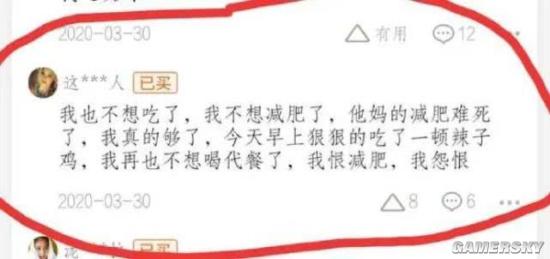 2020-03-30 有用 12
这***人 已买
我也不想吃了，我不想减肥了，他妈的减肥难死
了，我真的够了，今天早上狠狠的吃了一顿辣子
鸡，我再也不想喝代餐了，我恨减肥，我怨恨
2020-03-30 8 6
已买
GAMERSKY